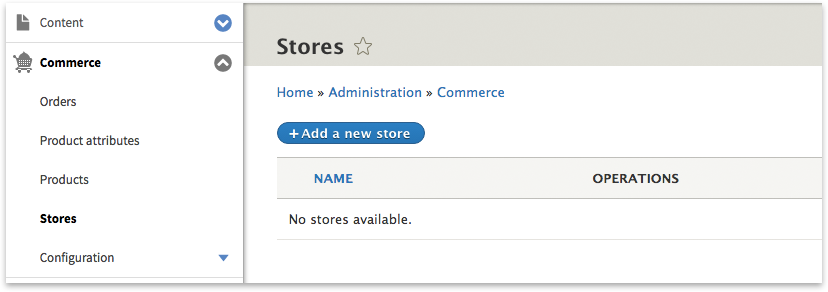 Content
Commerce
Orders
Product attributes
Products
Stores
Configuration
Stores
Home » Administration » Commerce
+ Add a new store
NAME OPERATIONS
No stores available.